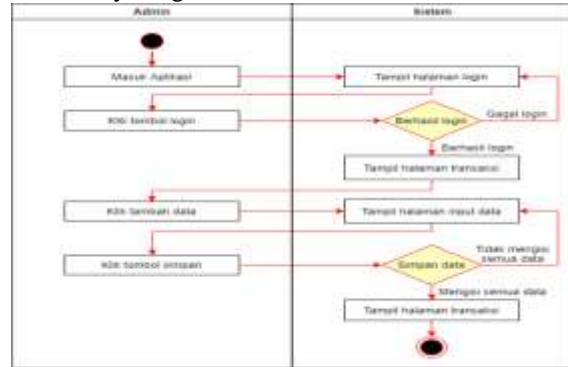 Admin
Sistem
Masuk Aplikasi
Tampil halaman login
Klik tombol login
Berhasil login
Gagal login
Berhasil login
Tampil halaman transaksi
Klik tambah data
Tampil halaman input data
Klik tombol simpan
Simpan data
Tidak mengisi
semua data
Mengisi semua data
Tampil halaman transaksi